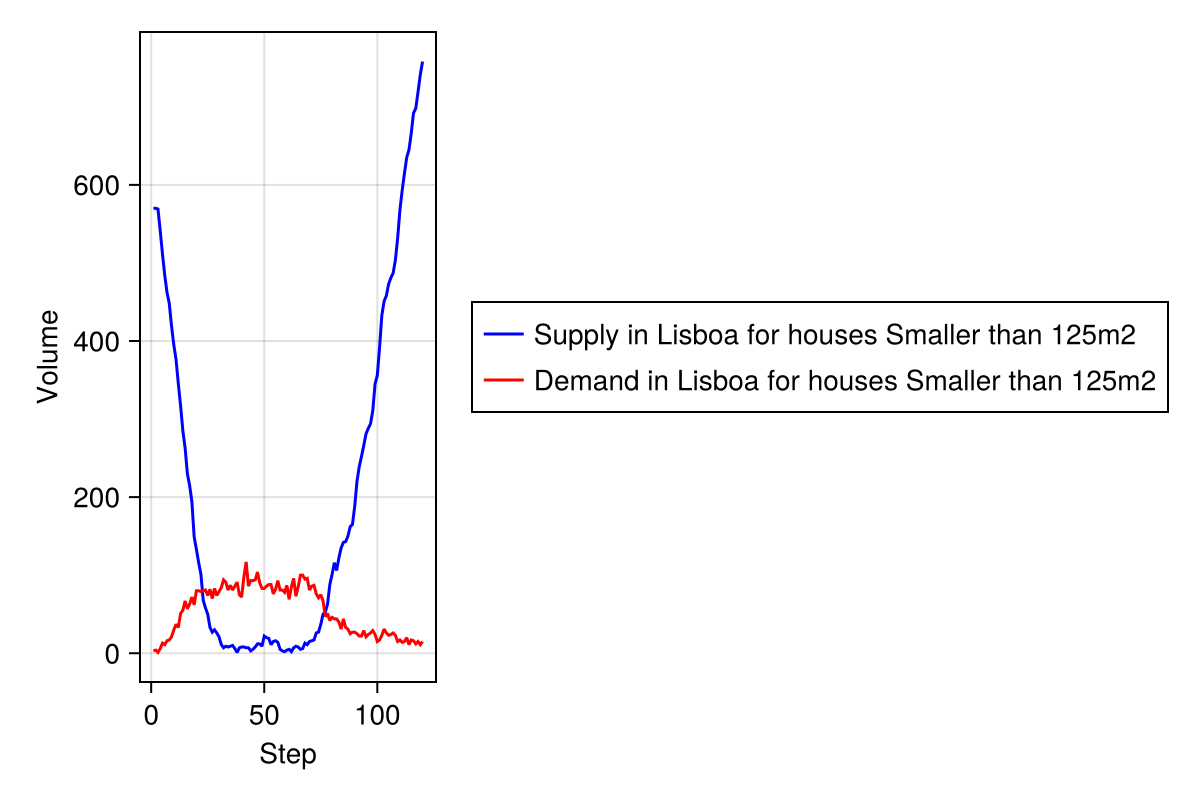 600
400
200
0
Volume
0 50 100
Step
Supply in Lisboa for houses Smaller than 125m2
Demand in Lisboa for houses Smaller than 125m2